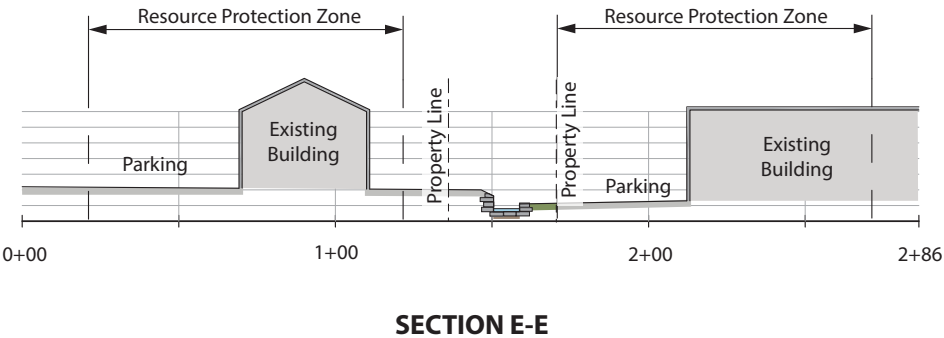 Resource Protection Zone
Resource Protection Zone
Existing
Building
Parking
Property Line
Property Line
Parking
Existing
Building
0+00
1+00
2+00
2+86
SECTION E-E